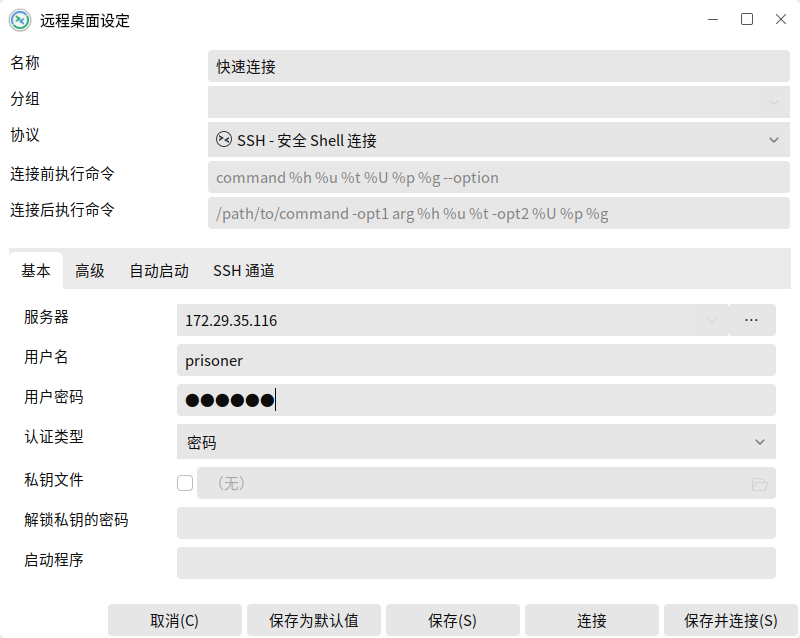 远程桌面设定
名称 快速连接
分组
协议 SSH - 安全 Shell 连接
连接前执行命令 command %h %u %t %U %p %g --option
连接后执行命令 /path/to/command -opt1 arg %h %u %t -opt2 %U %p %g
基本 高级 自动启动 SSH 通道
服务器 172.29.35.116 ...
用户名 prisoner
用户密码 ●●●●●●
认证类型 密码
私钥文件 （无）
解锁私钥的密码
启动程序
取消(C) 保存为默认值 保存(S) 连接 保存并连接(S)